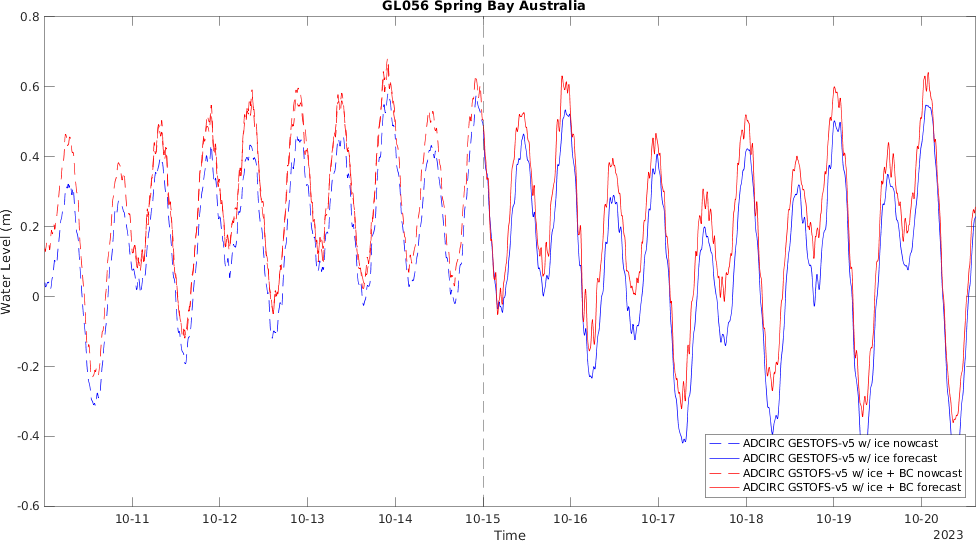 GL056 Spring Bay Australia
Water Level (m)
0.8
0.6
0.4
0.2
0
-0.2
-0.4
-0.6
ADCIRC GESTOFS-v5 w/ ice nowcast
ADCIRC GESTOFS-v5 w/ ice forecast
ADCIRC GSTOFS-v5 w/ ice + BC nowcast
ADCIRC GSTOFS-v5 w/ ice + BC forecast
10-11 10-12 10-13 10-14 10-15 10-16 10-17 10-18 10-19 10-20
Time
2023